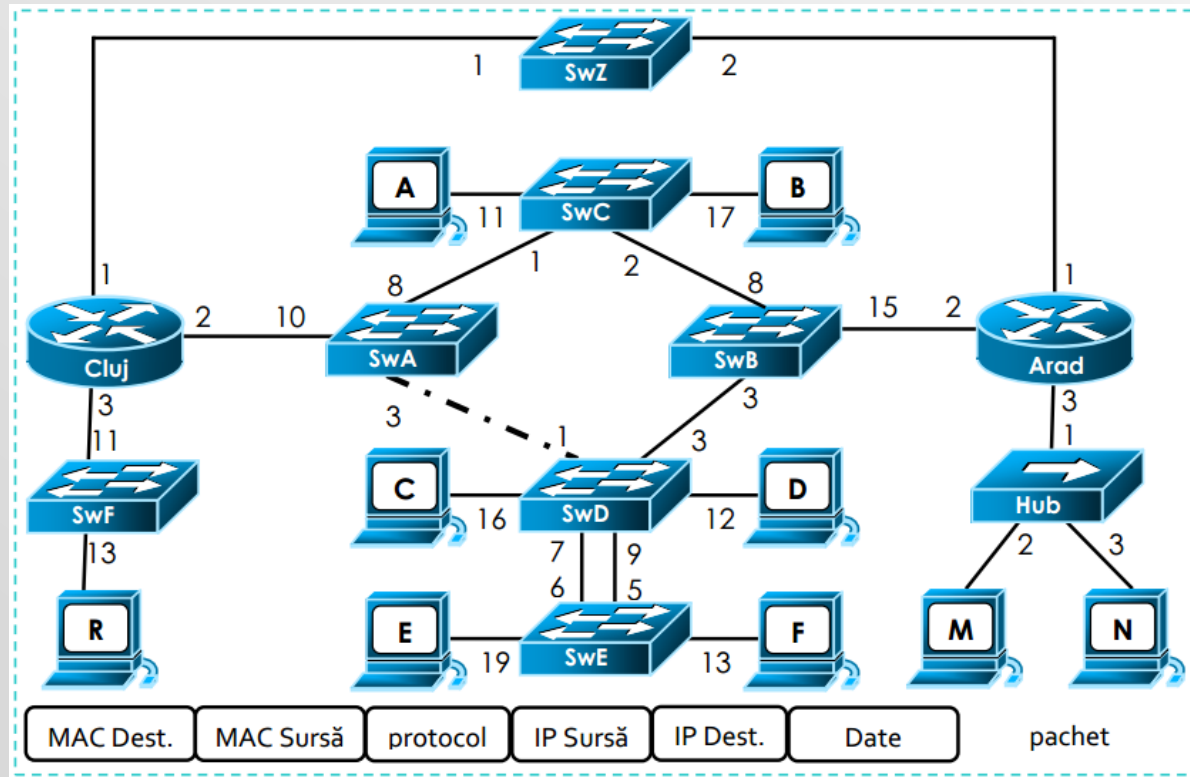 SwZ
1
2
A
SwC
B
11
17
1
2
1
8
8
1
2
10
SwA
SwB
15
2
Cluj
Arad
3
3
3
3
11
1
3
1
C
SwD
D
SwF
16
12
Hub
13
7
9
2
3
6
5
R
E
SwE
F
M
N
19
13
MAC Dest.
MAC Sursă
protocol
IP Sursă
IP Dest.
Date
pachet